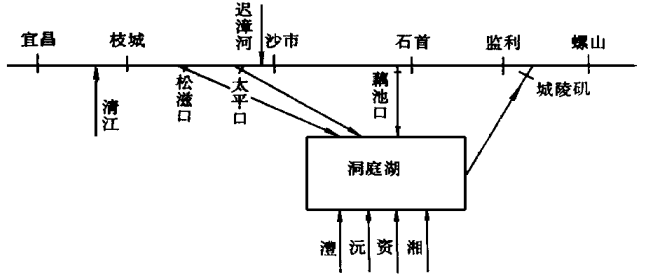 迟漳河
宜昌 枝城 沙市 石首 监利 螺山
清江
松滋口
太平口
藕池口
城陵矶
洞庭湖
澧 沅 资 湘